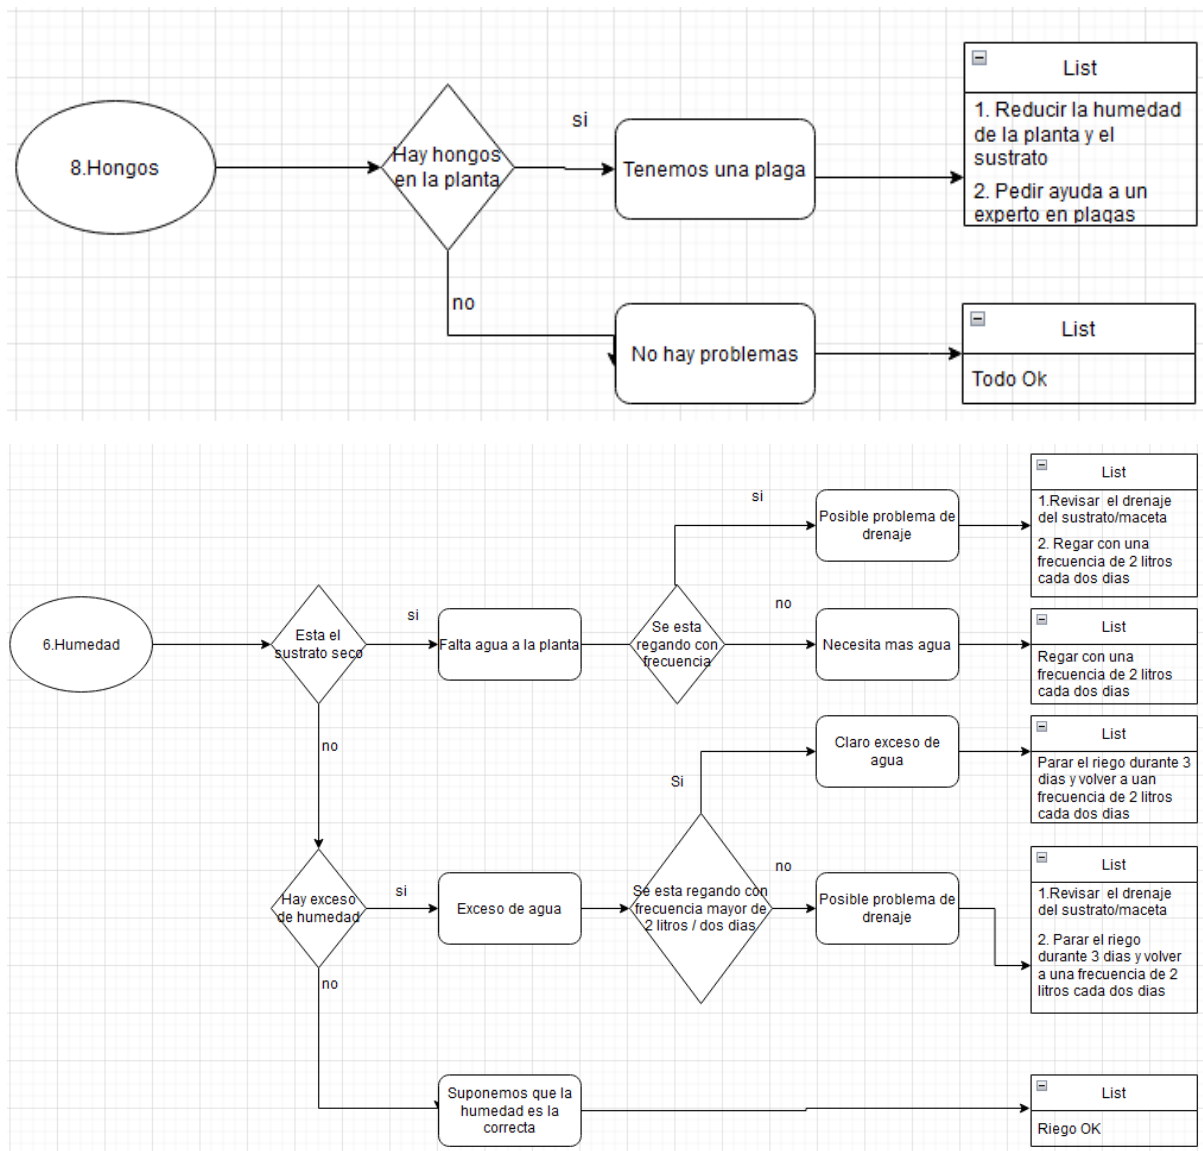 8.Hongos
Hay hongos
en la planta
si
no
Tenemos una plaga
List
1. Reducir la humedad
de la planta y el
sustrato
2. Pedir ayuda a un
experto en plagas
No hay problemas
List
Todo Ok
6.Humedad
Esta el
sustrato seco
si
no
Falta agua a la planta
Se esta
regando con
frecuencia
si
no
Posible problema de
drenaje
List
1.Revisar el drenaje
del sustrato/maceta
2. Regar con una
frecuencia de 2 litros
cada dos dias
Necesita mas agua
List
Regar con una
frecuencia de 2 litros
cada dos dias
Hay exceso
de humedad
si
no
Exceso de agua
Se esta regando con
frecuencia mayor de
2 litros / dos dias
Si
no
Claro exceso de
agua
List
Parar el riego durante 3
dias y volver a uan
frecuencia de 2 litros
cada dos dias
Posible problema de
drenaje
List
1.Revisar el drenaje
del sustrato/maceta
2. Parar el riego
durante 3 dias y volver
a una frecuencia de 2
litros cada dos dias
Suponemos que la
humedad es la
correcta
List
Riego OK